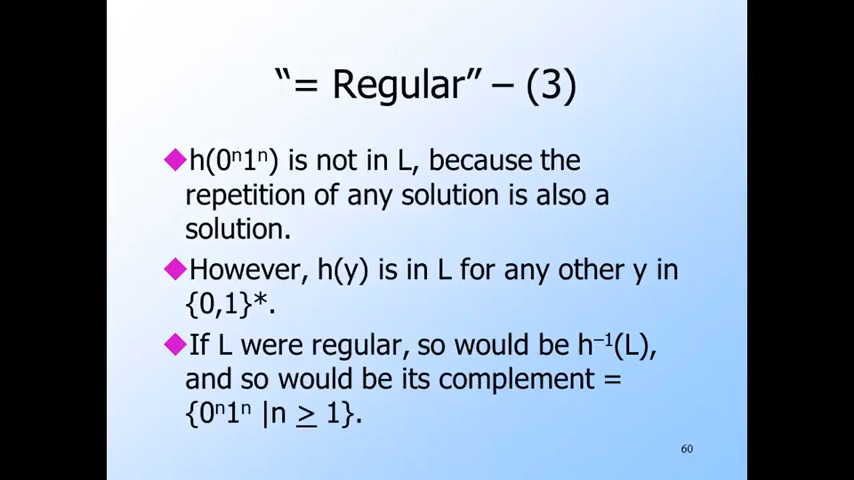 “= Regular” – (3)
◆h(0ⁿ1ⁿ) is not in L, because the
repetition of any solution is also a
solution.
◆However, h(y) is in L for any other y in
{0,1}*.
◆If L were regular, so would be h⁻¹(L),
and so would be its complement =
{0ⁿ1ⁿ |n ≥ 1}.
60